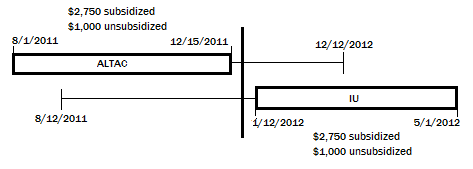 $2,750 subsidized
$1,000 unsubsidized
8/1/2011
12/15/2011
12/12/2012
ALTAC
IU
8/12/2011
1/12/2012
5/1/2012
$2,750 subsidized
$1,000 unsubsidized